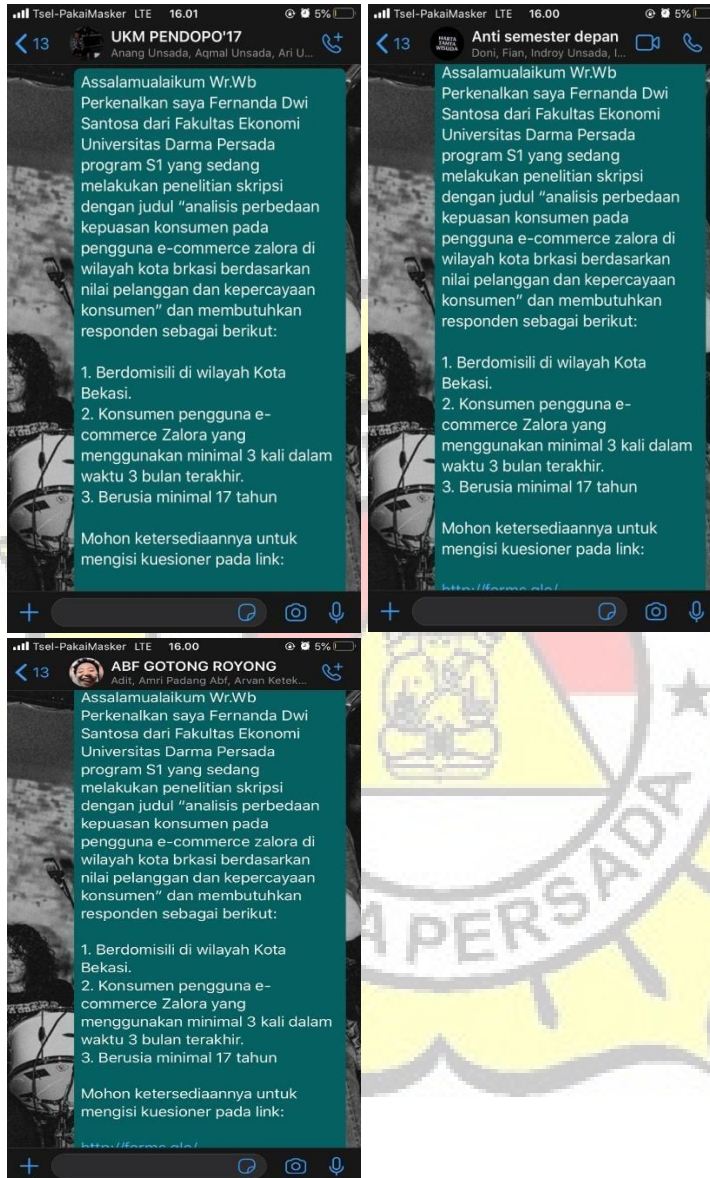 Tsel-PakaiMasker LTE 16.01 5%
13 UKM PENDOPO'17
Anang Unsada, Aqmal Unsada, Ari U...
Assalamualaikum Wr.Wb
Perkenalkan saya Fernanda Dwi
Santosa dari Fakultas Ekonomi
Universitas Darma Persada
program S1 yang sedang
melakukan penelitian skripsi
dengan judul “analisis perbedaan
kepuasan konsumen pada
pengguna e-commerce zalora di
wilayah kota brkasi berdasarkan
nilai pelanggan dan kepercayaan
konsumen” dan membutuhkan
responden sebagai berikut:
1. Berdomisili di wilayah Kota
Bekasi.
2. Konsumen pengguna e-
commerce Zalora yang
menggunakan minimal 3 kali dalam
waktu 3 bulan terakhir.
3. Berusia minimal 17 tahun
Mohon ketersediaannya untuk
mengisi kuesioner pada link:
Tsel-PakaiMasker LTE 16.00 5%
13 Anti semester depan
Doni, Fian, Indroy Unsada, I...
Assalamualaikum Wr.Wb
Perkenalkan saya Fernanda Dwi
Santosa dari Fakultas Ekonomi
Universitas Darma Persada
program S1 yang sedang
melakukan penelitian skripsi
dengan judul “analisis perbedaan
kepuasan konsumen pada
pengguna e-commerce zalora di
wilayah kota brkasi berdasarkan
nilai pelanggan dan kepercayaan
konsumen” dan membutuhkan
responden sebagai berikut:
1. Berdomisili di wilayah Kota
Bekasi.
2. Konsumen pengguna e-
commerce Zalora yang
menggunakan minimal 3 kali dalam
waktu 3 bulan terakhir.
3. Berusia minimal 17 tahun
Mohon ketersediaannya untuk
mengisi kuesioner pada link:
http://forms.gle/
Tsel-PakaiMasker LTE 16.00 5%
13 ABF GOTONG ROYONG
Adit, Amri Padang Abf, Arvan Ketek...
Assalamualaikum Wr.Wb
Perkenalkan saya Fernanda Dwi
Santosa dari Fakultas Ekonomi
Universitas Darma Persada
program S1 yang sedang
melakukan penelitian skripsi
dengan judul “analisis perbedaan
kepuasan konsumen pada
pengguna e-commerce zalora di
wilayah kota brkasi berdasarkan
nilai pelanggan dan kepercayaan
konsumen” dan membutuhkan
responden sebagai berikut:
1. Berdomisili di wilayah Kota
Bekasi.
2. Konsumen pengguna e-
commerce Zalora yang
menggunakan minimal 3 kali dalam
waktu 3 bulan terakhir.
3. Berusia minimal 17 tahun
Mohon ketersediaannya untuk
mengisi kuesioner pada link:
http://forms.gle/
A PERSADA